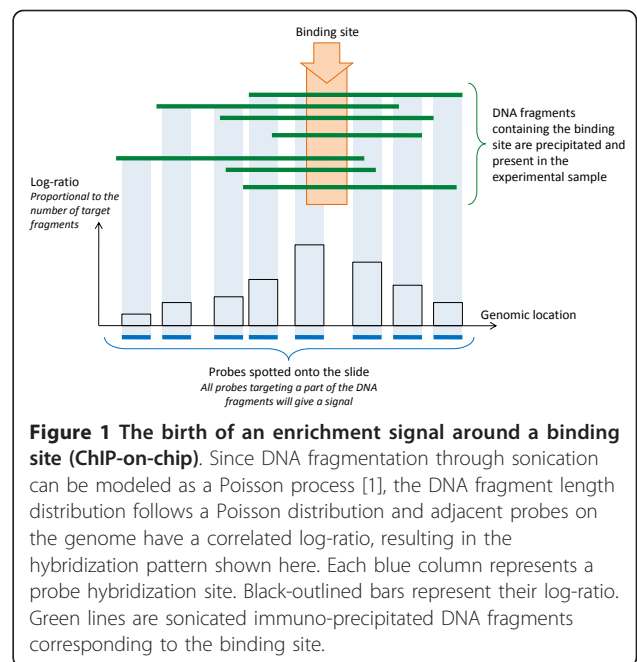 Binding site
DNA fragments
containing the binding
site are precipitated and
present in the
experimental sample
Log-ratio
Proportional to the
number of target
fragments
Genomic location
Probes spotted onto the slide
All probes targeting a part of the DNA
fragments will give a signal
Figure 1 The birth of an enrichment signal around a binding
site (ChIP-on-chip). Since DNA fragmentation through sonication
can be modeled as a Poisson process [1], the DNA fragment length
distribution follows a Poisson distribution and adjacent probes on
the genome have a correlated log-ratio, resulting in the
hybridization pattern shown here. Each blue column represents a
probe hybridization site. Black-outlined bars represent their log-ratio.
Green lines are sonicated immuno-precipitated DNA fragments
corresponding to the binding site.